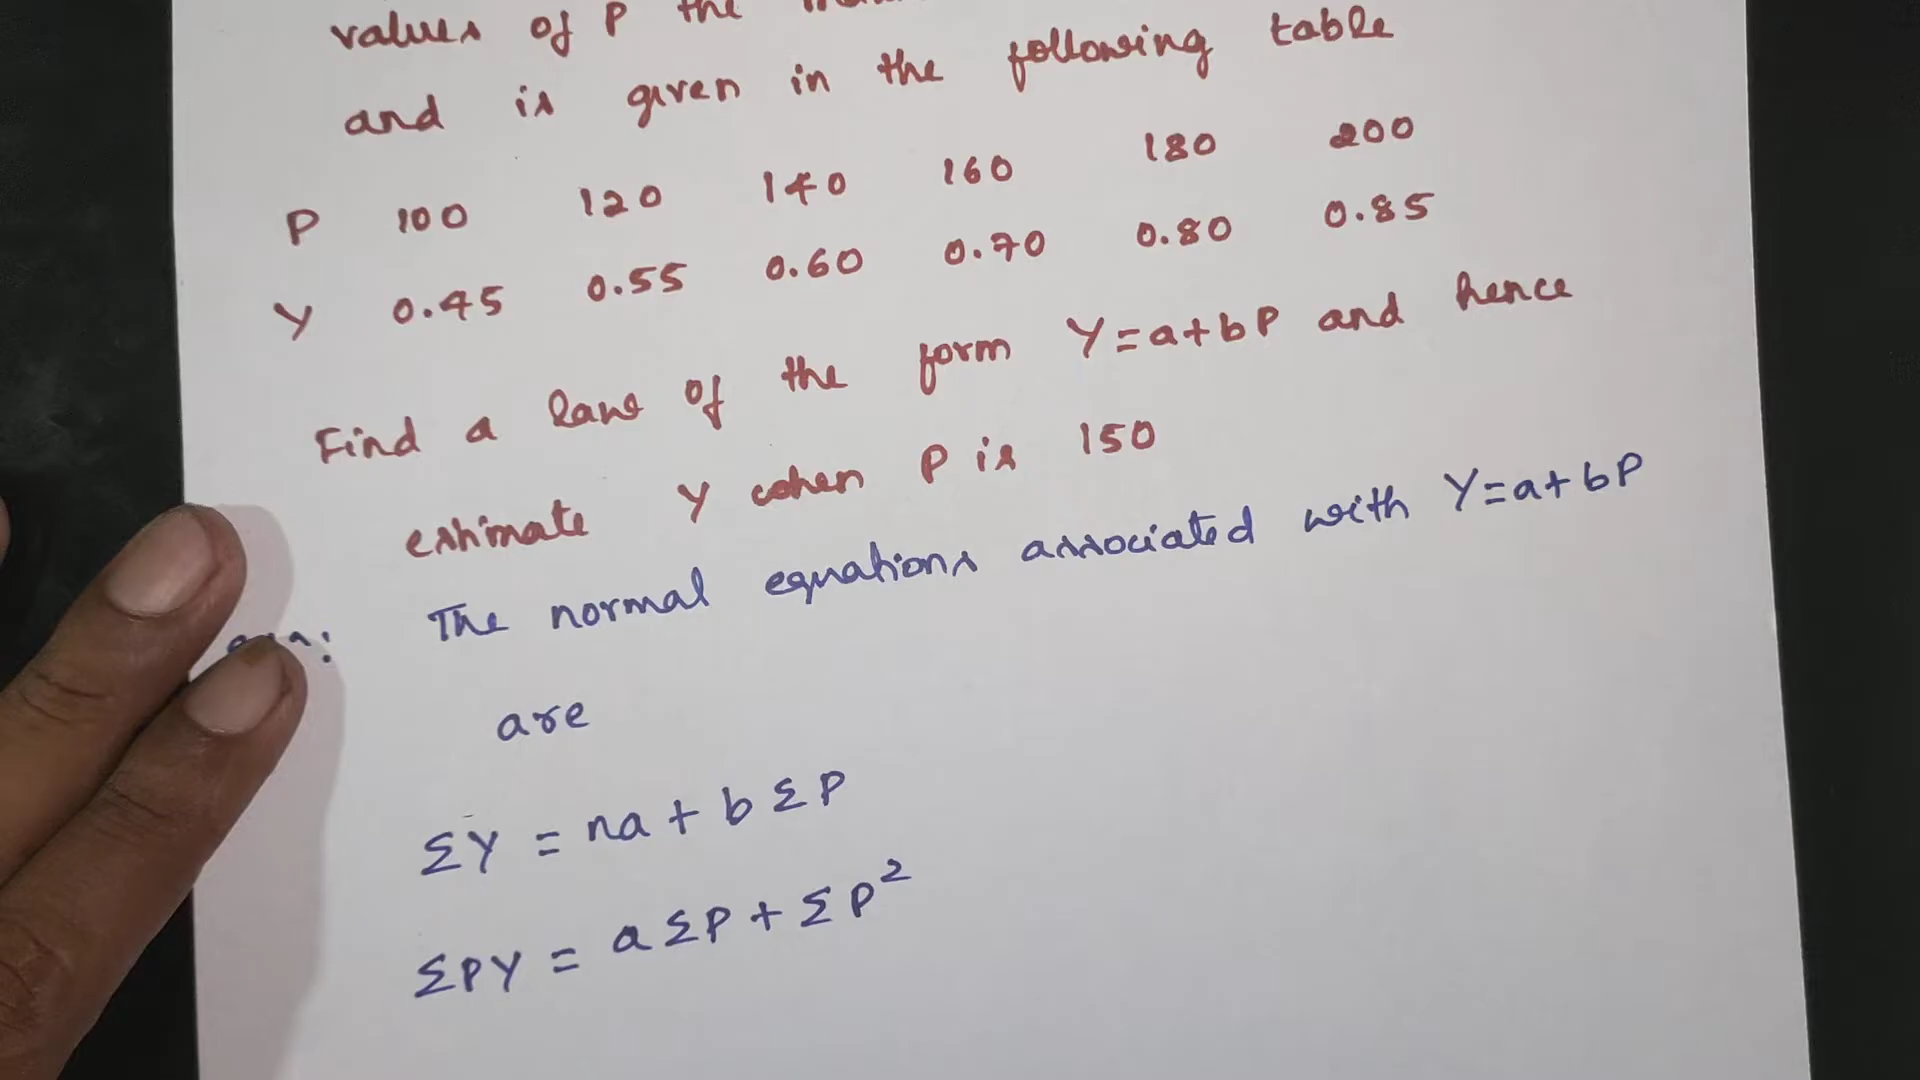 values of P the
and is given in the following table
P 100 120 140 160 180 200
Y 0.45 0.55 0.60 0.70 0.80 0.85
Find a law of the form Y=a+bP and hence
estimate Y when P is 150
The normal equations associated with Y=a+bP
are
ΣY = na + bΣP
ΣPY = aΣP + ΣP²